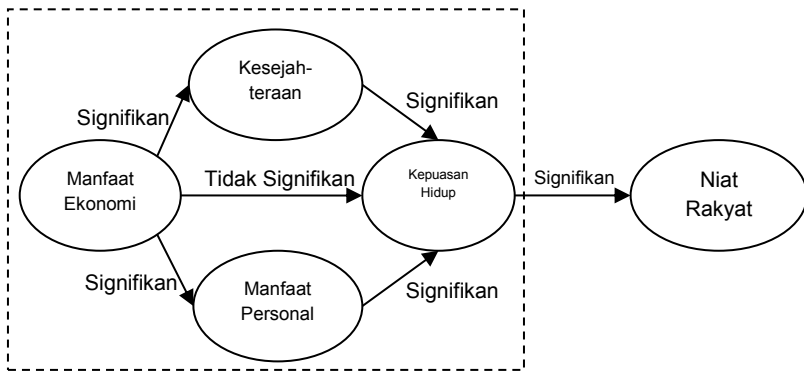 Kesejah-
teraan
Signifikan
Signifikan
Manfaat
Ekonomi
Tidak Signifikan
Kepuasan
Hidup
Signifikan
Niat
Rakyat
Signifikan
Manfaat
Personal
Signifikan